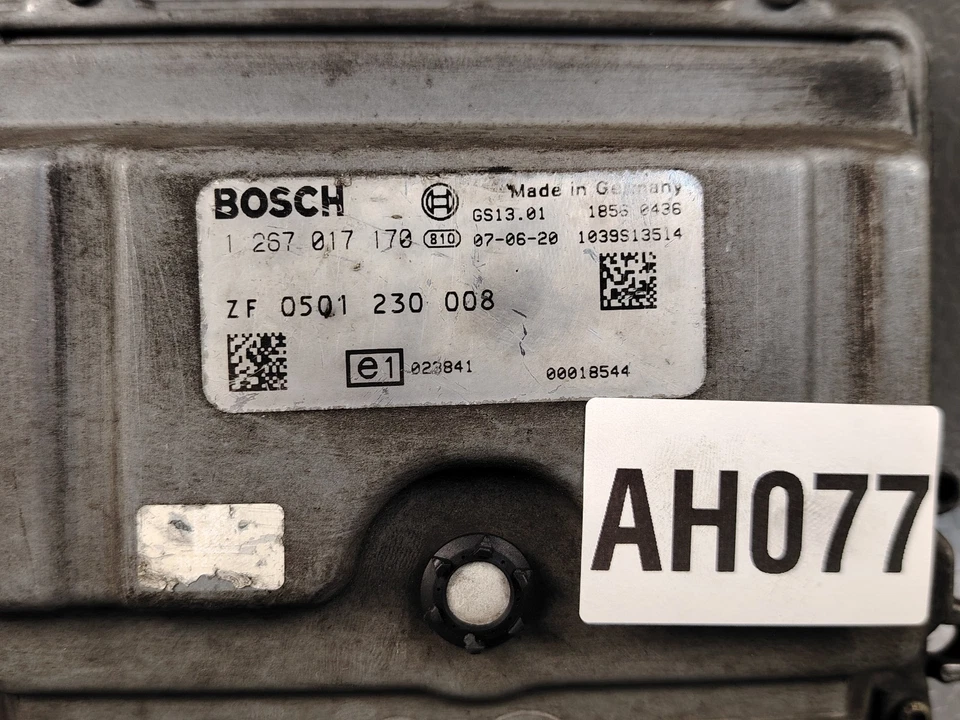 BOSCH
Made in Germany
GS13.01 1856 0436
1 267 017 170 810 07-06-20 1039S13514
ZF 0501 230 008
e1 023841 00018544
AH077